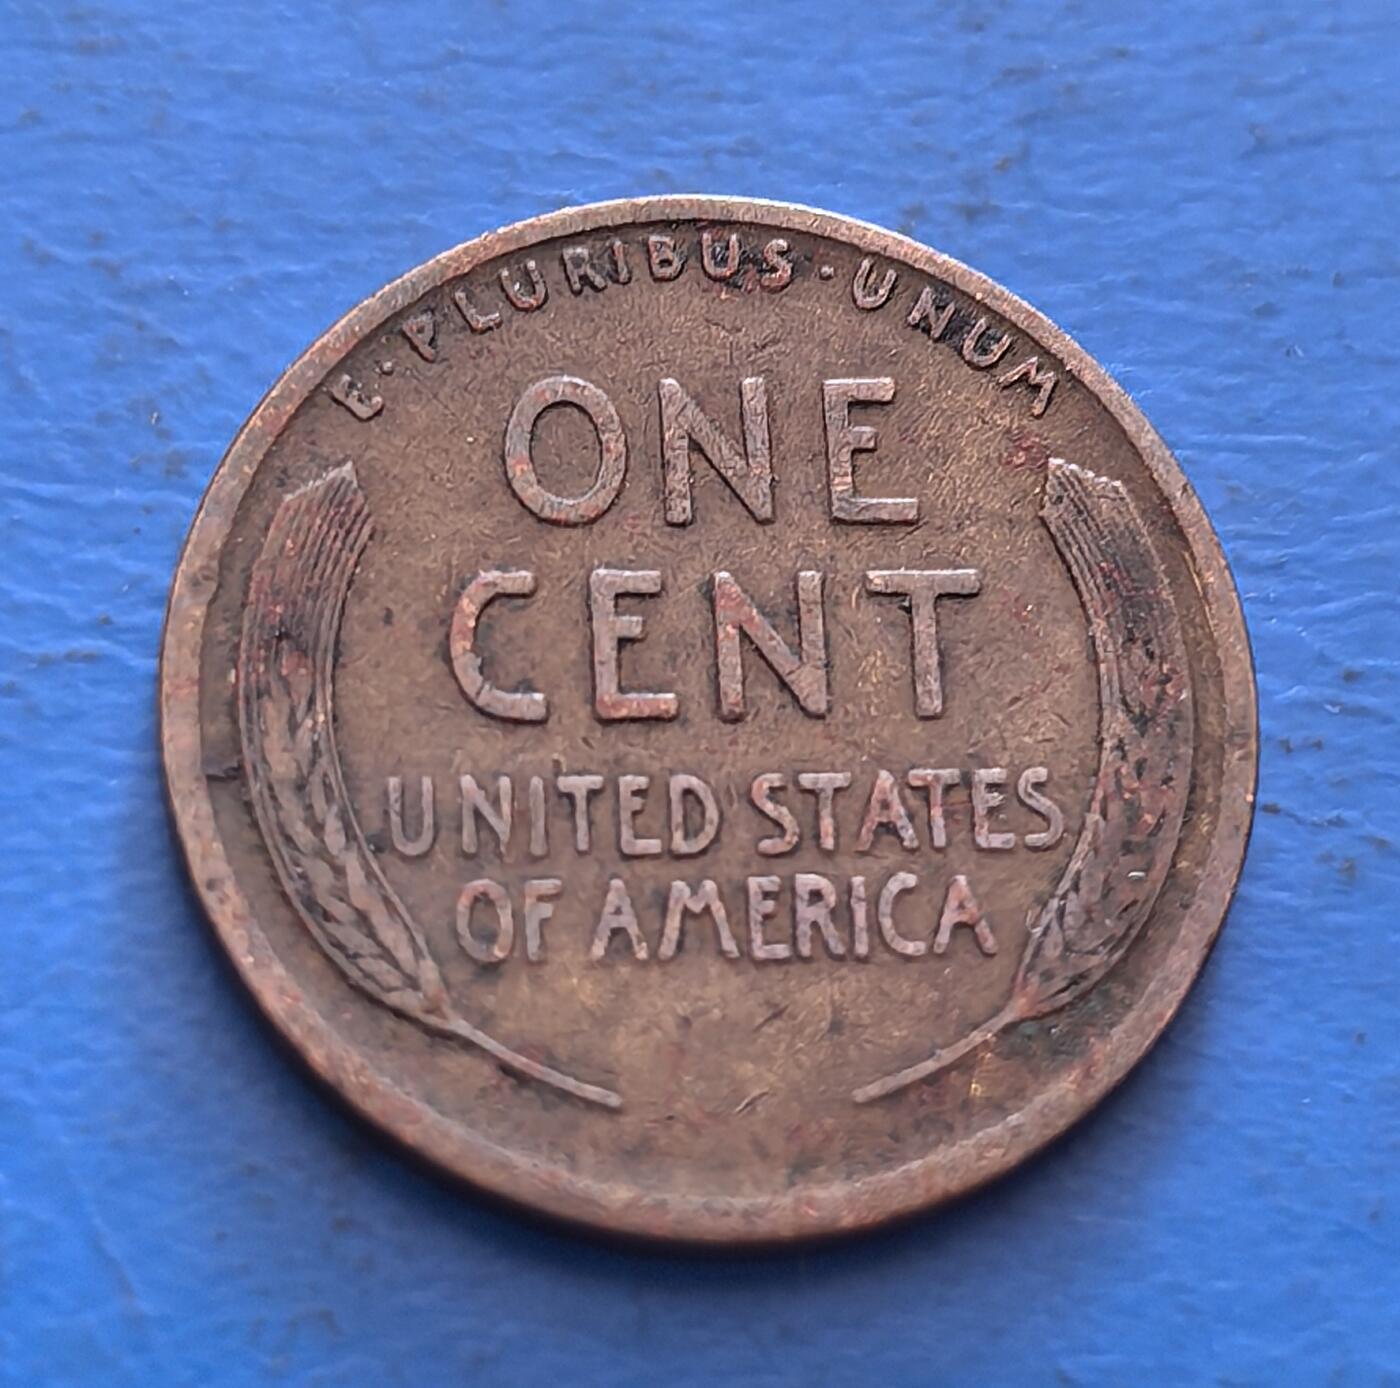 E·PLURIBUS·UNUM
ONE
CENT
UNITED STATES
OF AMERICA